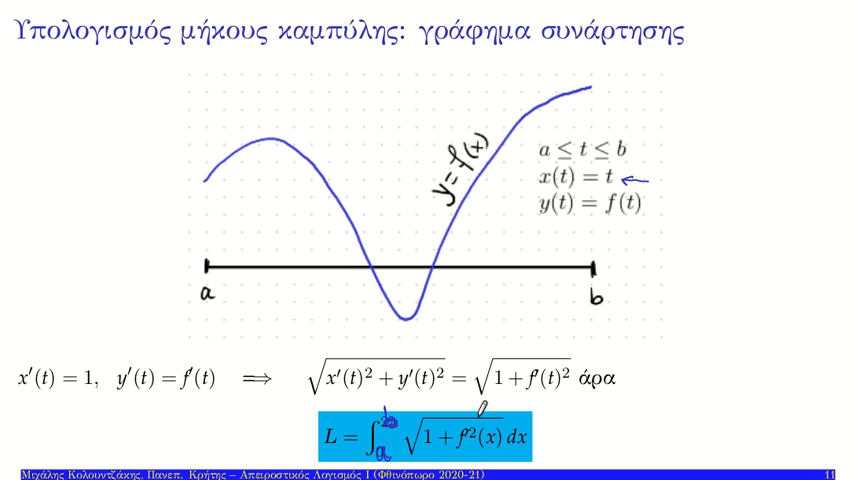 Υπολογισμός μήκους καμπύλης: γράφημα συνάρτησης
y = f(x)
a ≤ t ≤ b
x(t) = t ←
y(t) = f(t)
a b
x′(t) = 1, y′(t) = f′(t) ⟹ √(x′(t)² + y′(t)²) = √(1 + f′(t)²) άρα
L = ∫ₐᵇ √(1 + f′²(x)) dx
Μιχάλης Κολουντζάκης, Πανεπ. Κρήτης – Απειροστικός Λογισμός Ι (Φθινόπωρο 2020-21) 11